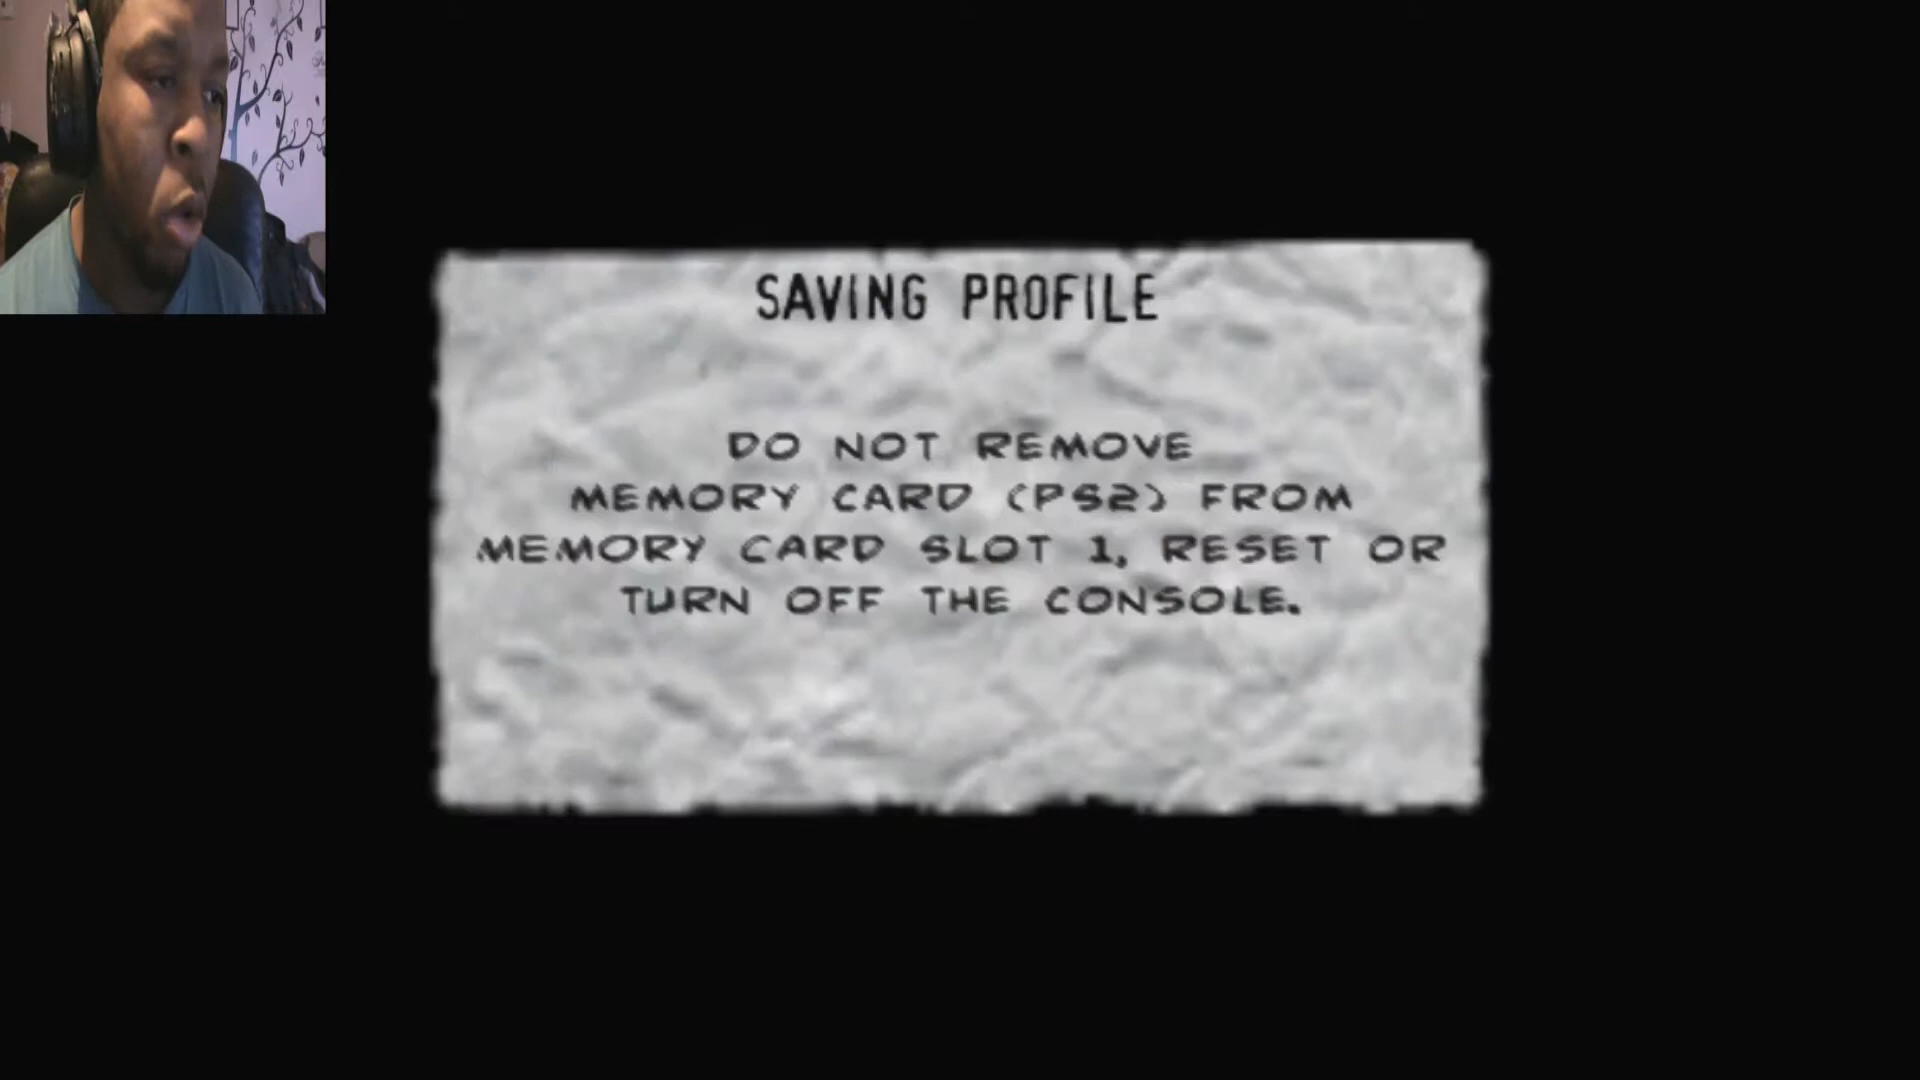 SAVING PROFILE
DO NOT REMOVE
MEMORY CARD (PS2) FROM
MEMORY CARD SLOT 1, RESET OR
TURN OFF THE CONSOLE.